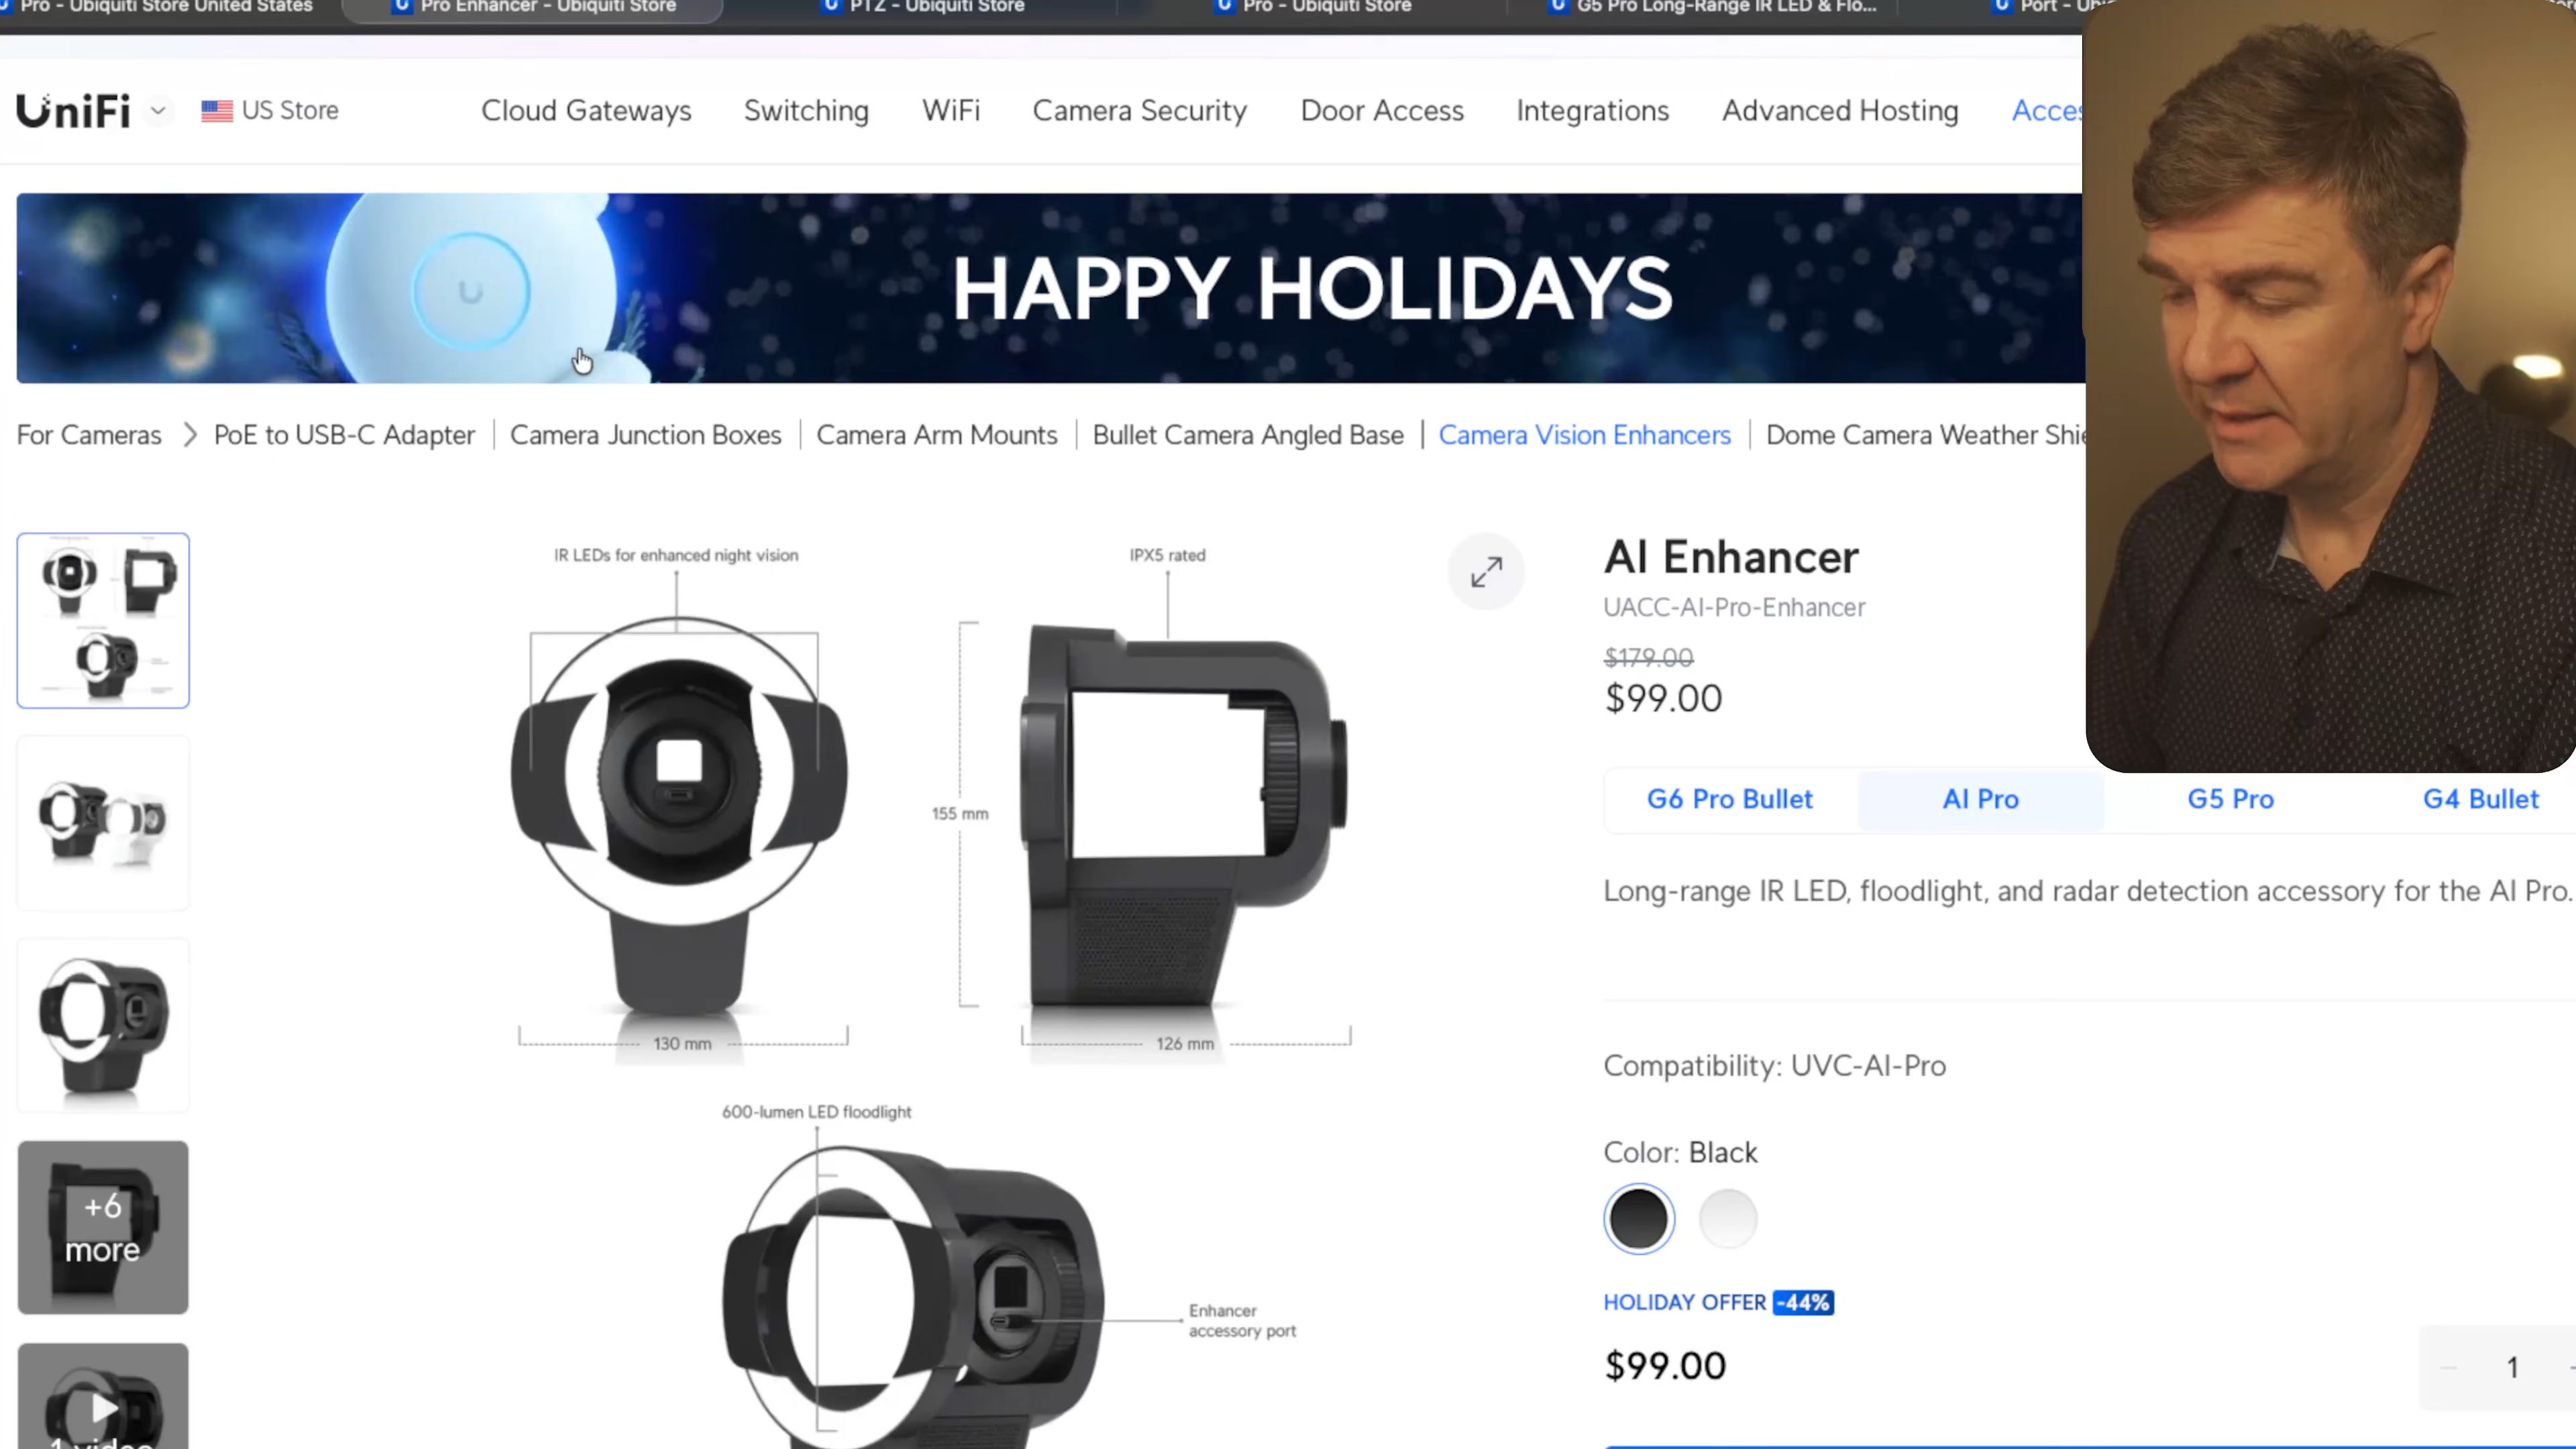 Pro - Ubiquiti Store United States
Pro Enhancer - Ubiquiti Store
PTZ - Ubiquiti Store
Pro - Ubiquiti Store
G5 Pro Long-Range IR LED & Flo...
Port -
UniFi
US Store
Cloud Gateways
Switching
WiFi
Camera Security
Door Access
Integrations
Advanced Hosting
HAPPY HOLIDAYS
For Cameras
PoE to USB-C Adapter
Camera Junction Boxes
Camera Arm Mounts
Bullet Camera Angled Base
Camera Vision Enhancers
Dome Camera Weather
IR LEDs for enhanced night vision
IPX5 rated
155 mm
130 mm
126 mm
600-lumen LED floodlight
Enhancer
accessory port
+6
more
1 video
AI Enhancer
UACC-AI-Pro-Enhancer
$179.00
$99.00
G6 Pro Bullet
AI Pro
G5 Pro
G4 Bullet
Long-range IR LED, floodlight, and radar detection accessory for the AI Pro.
Compatibility: UVC-AI-Pro
Color: Black
HOLIDAY OFFER -44%
$99.00
1